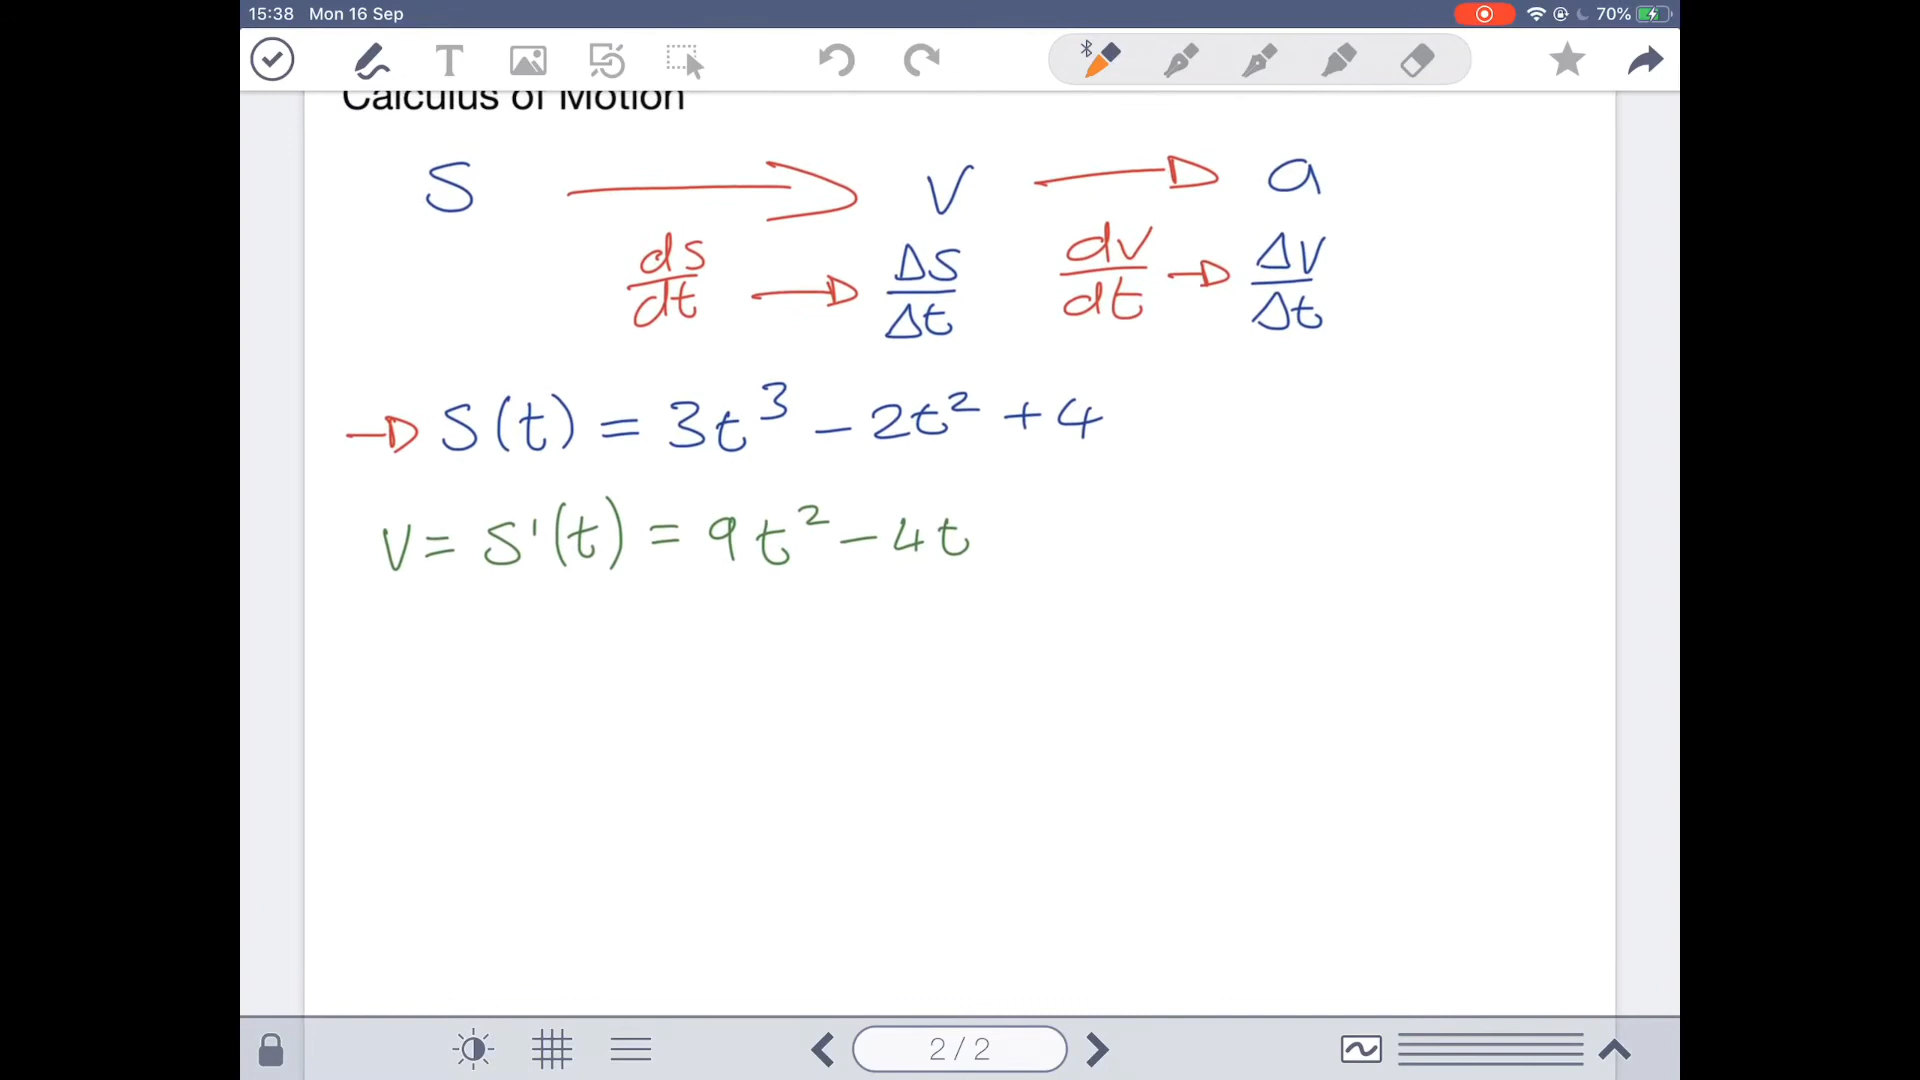 15:38 Mon 16 Sep 70%
Calculus of Motion
S → V → a
ds/dt → ΔS/Δt dv/dt → ΔV/Δt
→ S(t) = 3t³ - 2t² + 4
V = S'(t) = 9t² - 4t
2 / 2